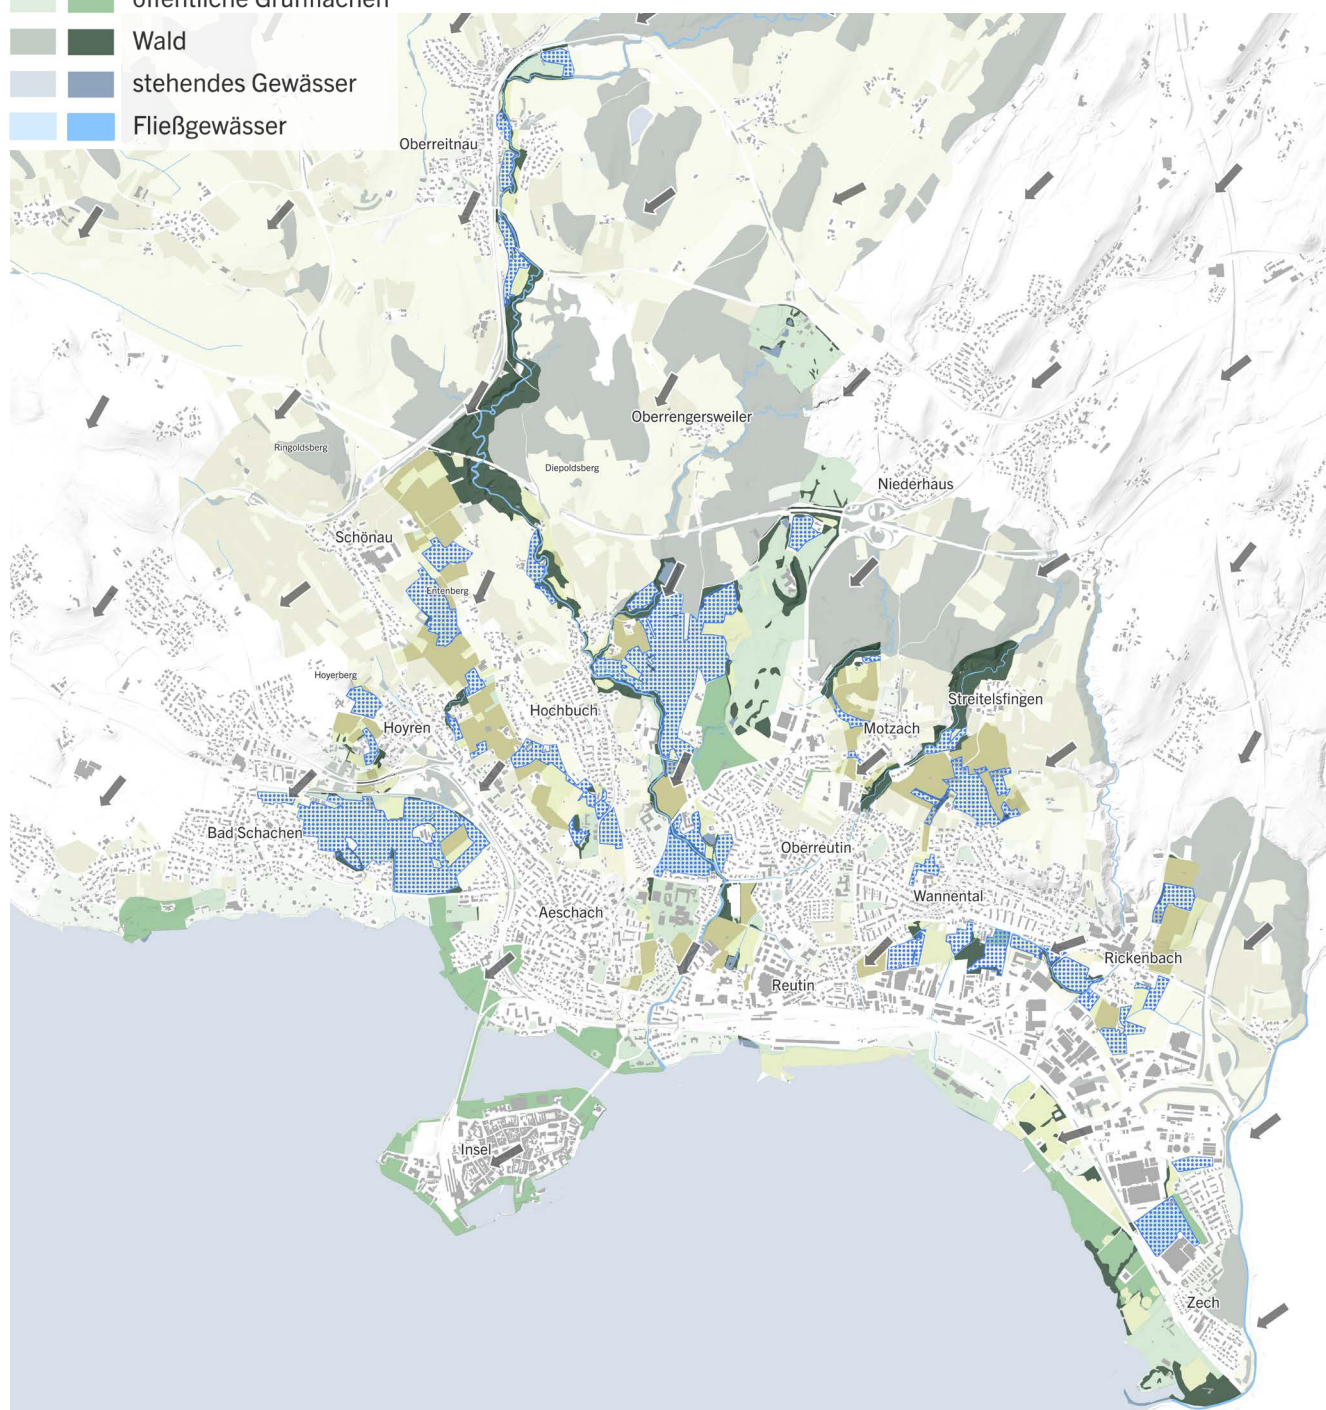 öffentliche Grünflächen
Wald
stehendes Gewässer
Fließgewässer
Oberreitnau
Oberrengersweiler
Ringoldsberg
Diepoldsberg
Niederhaus
Schönau
Entenberg
Hoyerberg
Streitelsfingen
Hochbuch
Hoyren
Motzach
Bad Schachen
Oberreutin
Wannental
Aeschach
Rickenbach
Reutin
Insel
Zech